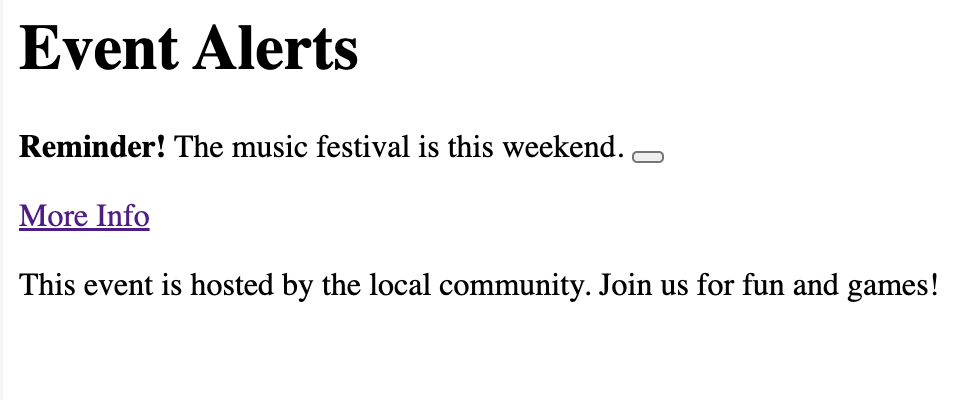 Event Alerts
Reminder! The music festival is this weekend.
More Info
This event is hosted by the local community. Join us for fun and games!